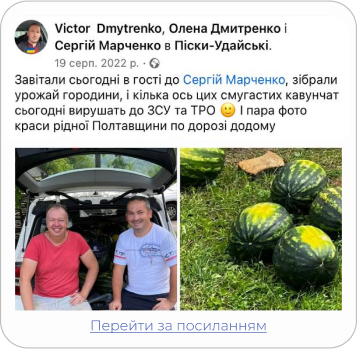 Victor Dmytrenko, Олена Дмитренко і
Сергій Марченко в Піски-Удайські.
19 серп. 2022 р. ·
Завітали сьогодні в гості до Сергій Марченко, зібрали
урожай городини, і кілька ось цих смугастих кавунчат
сьогодні вирушать до ЗСУ та ТРО 🙂 І пара фото
краси рідної Полтавщини по дорозі додому
Перейти за посиланням